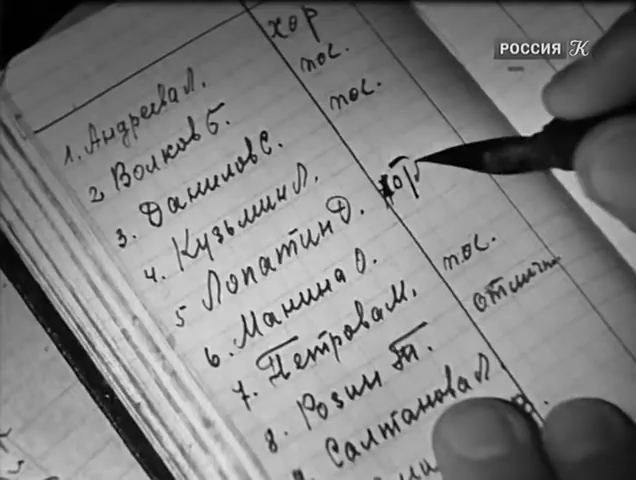 РОССИЯ К
1. Андреева Л. хор
2 Волков Б. пос.
3. Данилов С. пос.
4. Кузьмин Л.
5 Лопатин Д. хор
6. Манина О.
7. Петрова М. пос.
8. Розин Т. отличн
Салтанова Л.